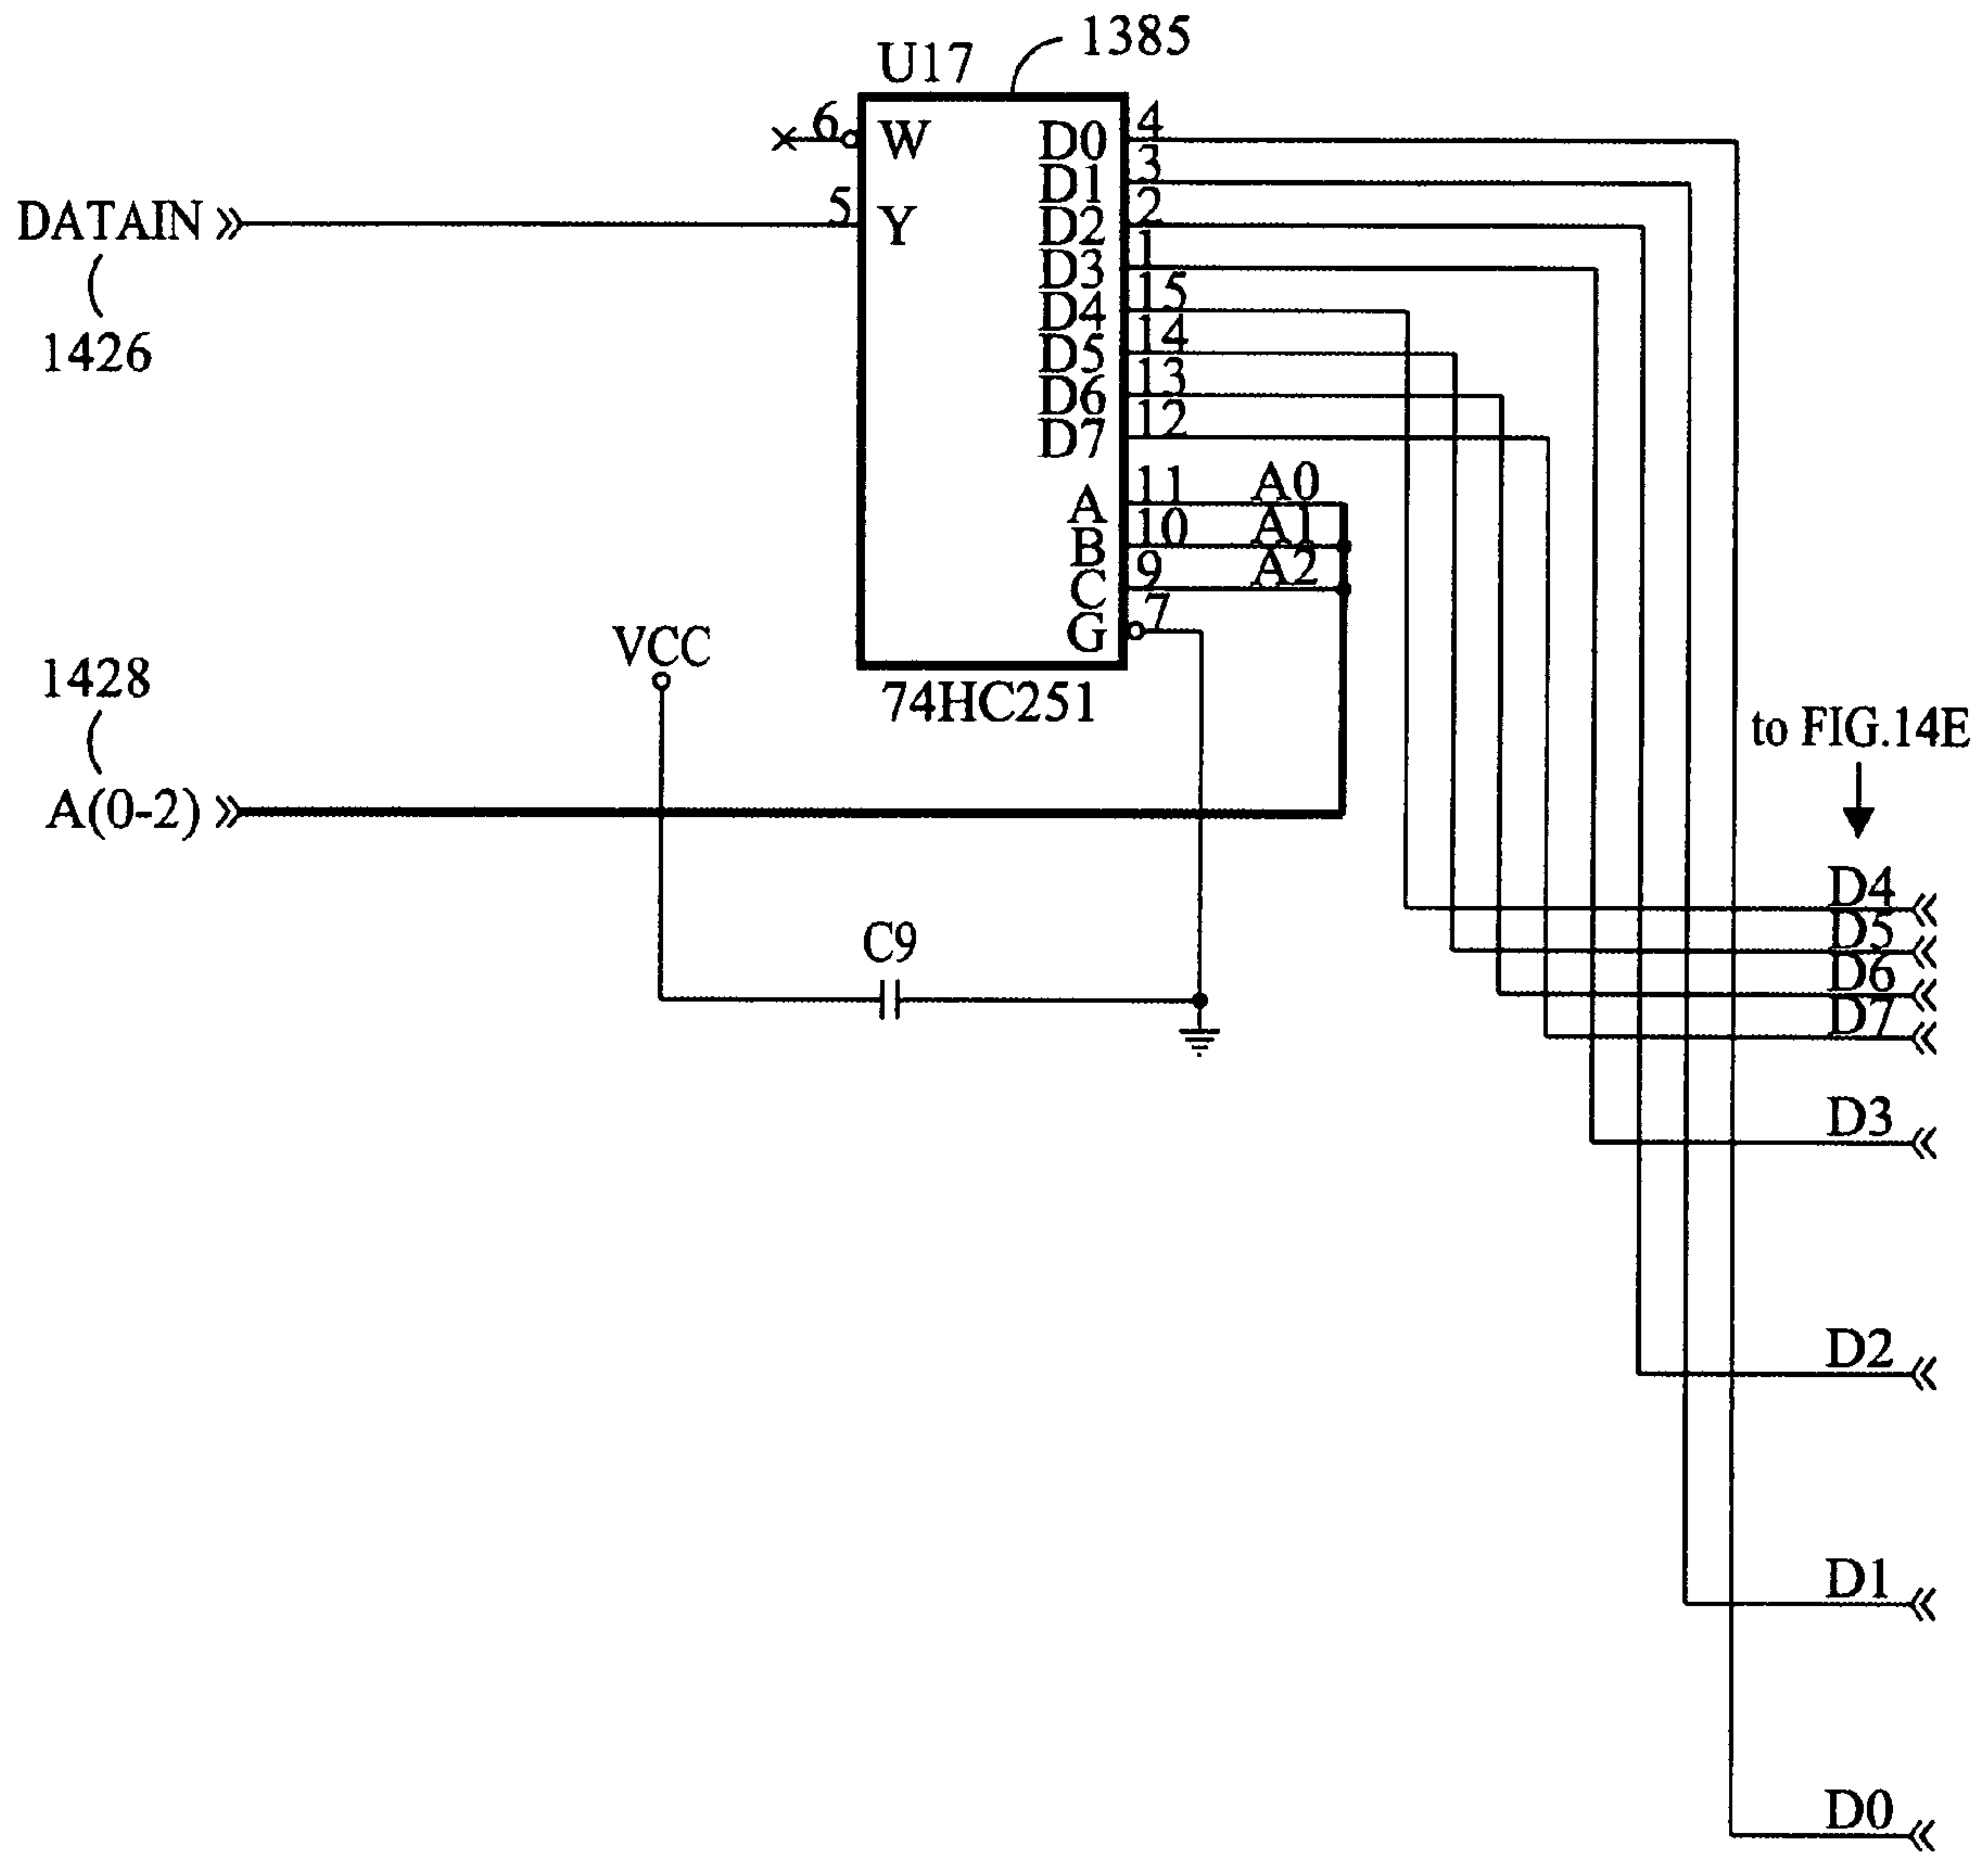 1385
U17
6 W D0 4
D1 3
DATAIN 5 Y D2 2
D3 1
1426
D4 15
D5 14
D6 13
D7 12
A 11 A0
B 10 A1
C 9 A2
G 7
VCC
74HC251
1428
A(0-2)
to FIG.14E
D4
D5
D6
D7
C9
D3
D2
D1
D0